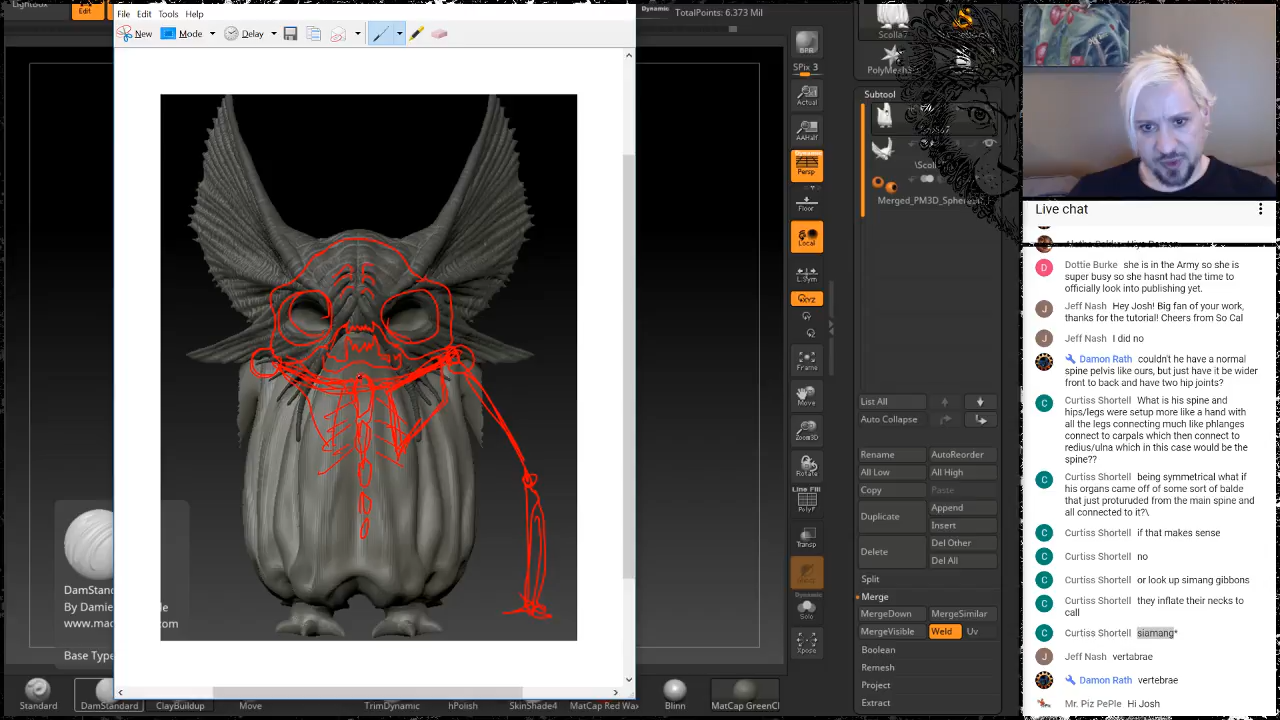 LightBox
Edit
Dynamic
TotalPoints: 6.373 Mil
File Edit Tools Help
New
Mode
Delay
BPR
SPix 3
Actual
AAHalf
Dynamic
Persp
Floor
Local
L.Sym
XYZ
Frame
Move
Zoom3D
Rotate
Line Fill
PolyF
Transp
Dynamic
Solo
Xpose
Subtool
List All
Auto Collapse
Rename AutoReorder
All Low All High
Copy Paste
Duplicate Append
Insert
Delete Del Other
Del All
Split
Merge
MergeDown MergeSimilar
MergeVisible Weld Uv
Boolean
Remesh
Project
Extract
DamStand
www.mac
com
Base Type
Standard
DamStandard
ClayBuildup
Move
TrimDynamic
hPolish
SkinShade4
MatCap Red Wax
Blinn
MatCap GreenCl
Live chat
Dottie Burke she is in the Army so she is
super busy so she hasnt had the time to
officially look into publishing yet.
Jeff Nash Hey Josh! Big fan of your work,
thanks for the tutorial! Cheers from So Cal
Jeff Nash I did no
Damon Rath couldn't he have a normal
spine pelvis like ours, but just have it be wider
front to back and have two hip joints?
Curtiss Shortell What is his spine and
hips/legs were setup more like a hand with
all the legs connecting much like phlanges
connect to carpals which then connect to
redius/ulna which in this case would be the
spine??
Curtiss Shortell being symmetrical what if
his organs came off of some sort of balde
that just proturuded from the main spine and
all connected to it?\
Curtiss Shortell if that makes sense
Curtiss Shortell no
Curtiss Shortell or look up simang gibbons
Curtiss Shortell they inflate their necks to
call
Curtiss Shortell siamang*
Jeff Nash vertabrae
Damon Rath vertebrae
Mr. Piz PePle Hi Josh